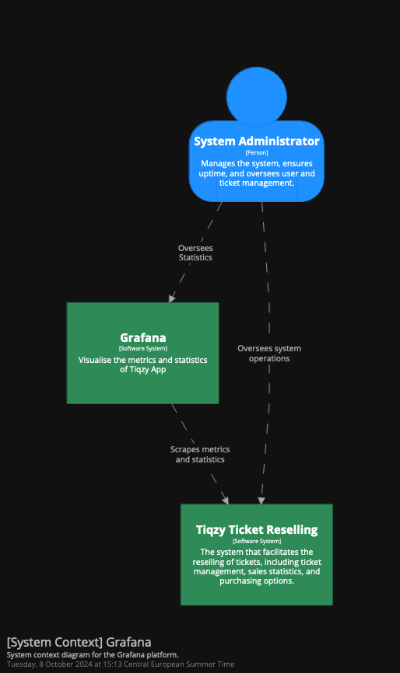 System Administrator
[Person]
Manages the system, ensures
uptime, and oversees user and
ticket management.
Oversees
Statistics
Grafana
[Software System]
Visualise the metrics and statistics
of Tiqzy App
Oversees system
operations
Scrapes metrics
and statistics
Tiqzy Ticket Reselling
[Software System]
The system that facilitates the
reselling of tickets, including ticket
management, sales statistics, and
purchasing options.
[System Context] Grafana
System context diagram for the Grafana platform.
Tuesday, 8 October 2024 at 15:13 Central European Summer Time